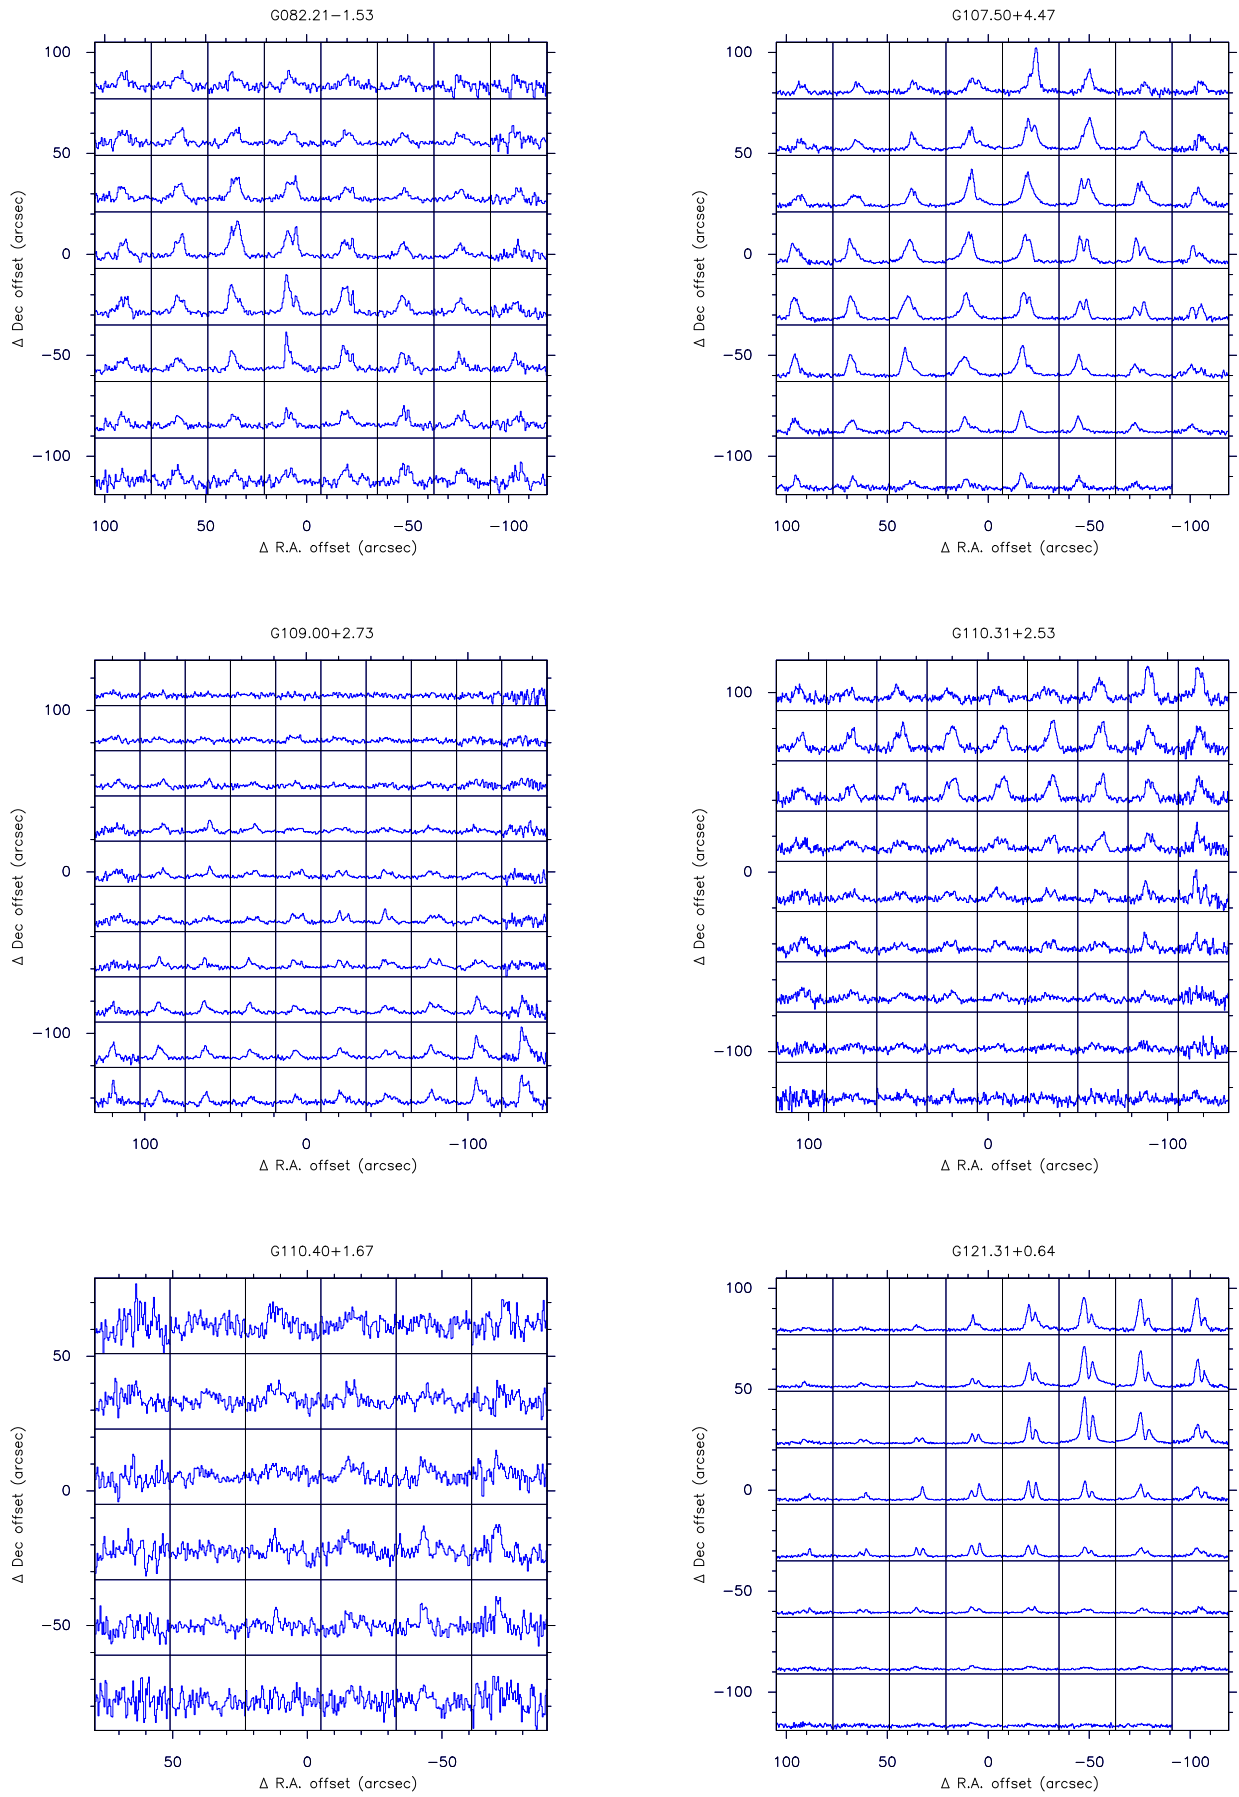 G082.21−1.53
100
50
0
−50
−100
Δ Dec offset (arcsec)
100 50 0 −50 −100
Δ R.A. offset (arcsec)
G107.50+4.47
100
50
0
−50
−100
Δ Dec offset (arcsec)
100 50 0 −50 −100
Δ R.A. offset (arcsec)
G109.00+2.73
100
0
−100
Δ Dec offset (arcsec)
100 0 −100
Δ R.A. offset (arcsec)
G110.31+2.53
100
0
−100
Δ Dec offset (arcsec)
100 0 −100
Δ R.A. offset (arcsec)
G110.40+1.67
50
0
−50
Δ Dec offset (arcsec)
50 0 −50
Δ R.A. offset (arcsec)
G121.31+0.64
100
50
0
−50
−100
Δ Dec offset (arcsec)
100 50 0 −50 −100
Δ R.A. offset (arcsec)